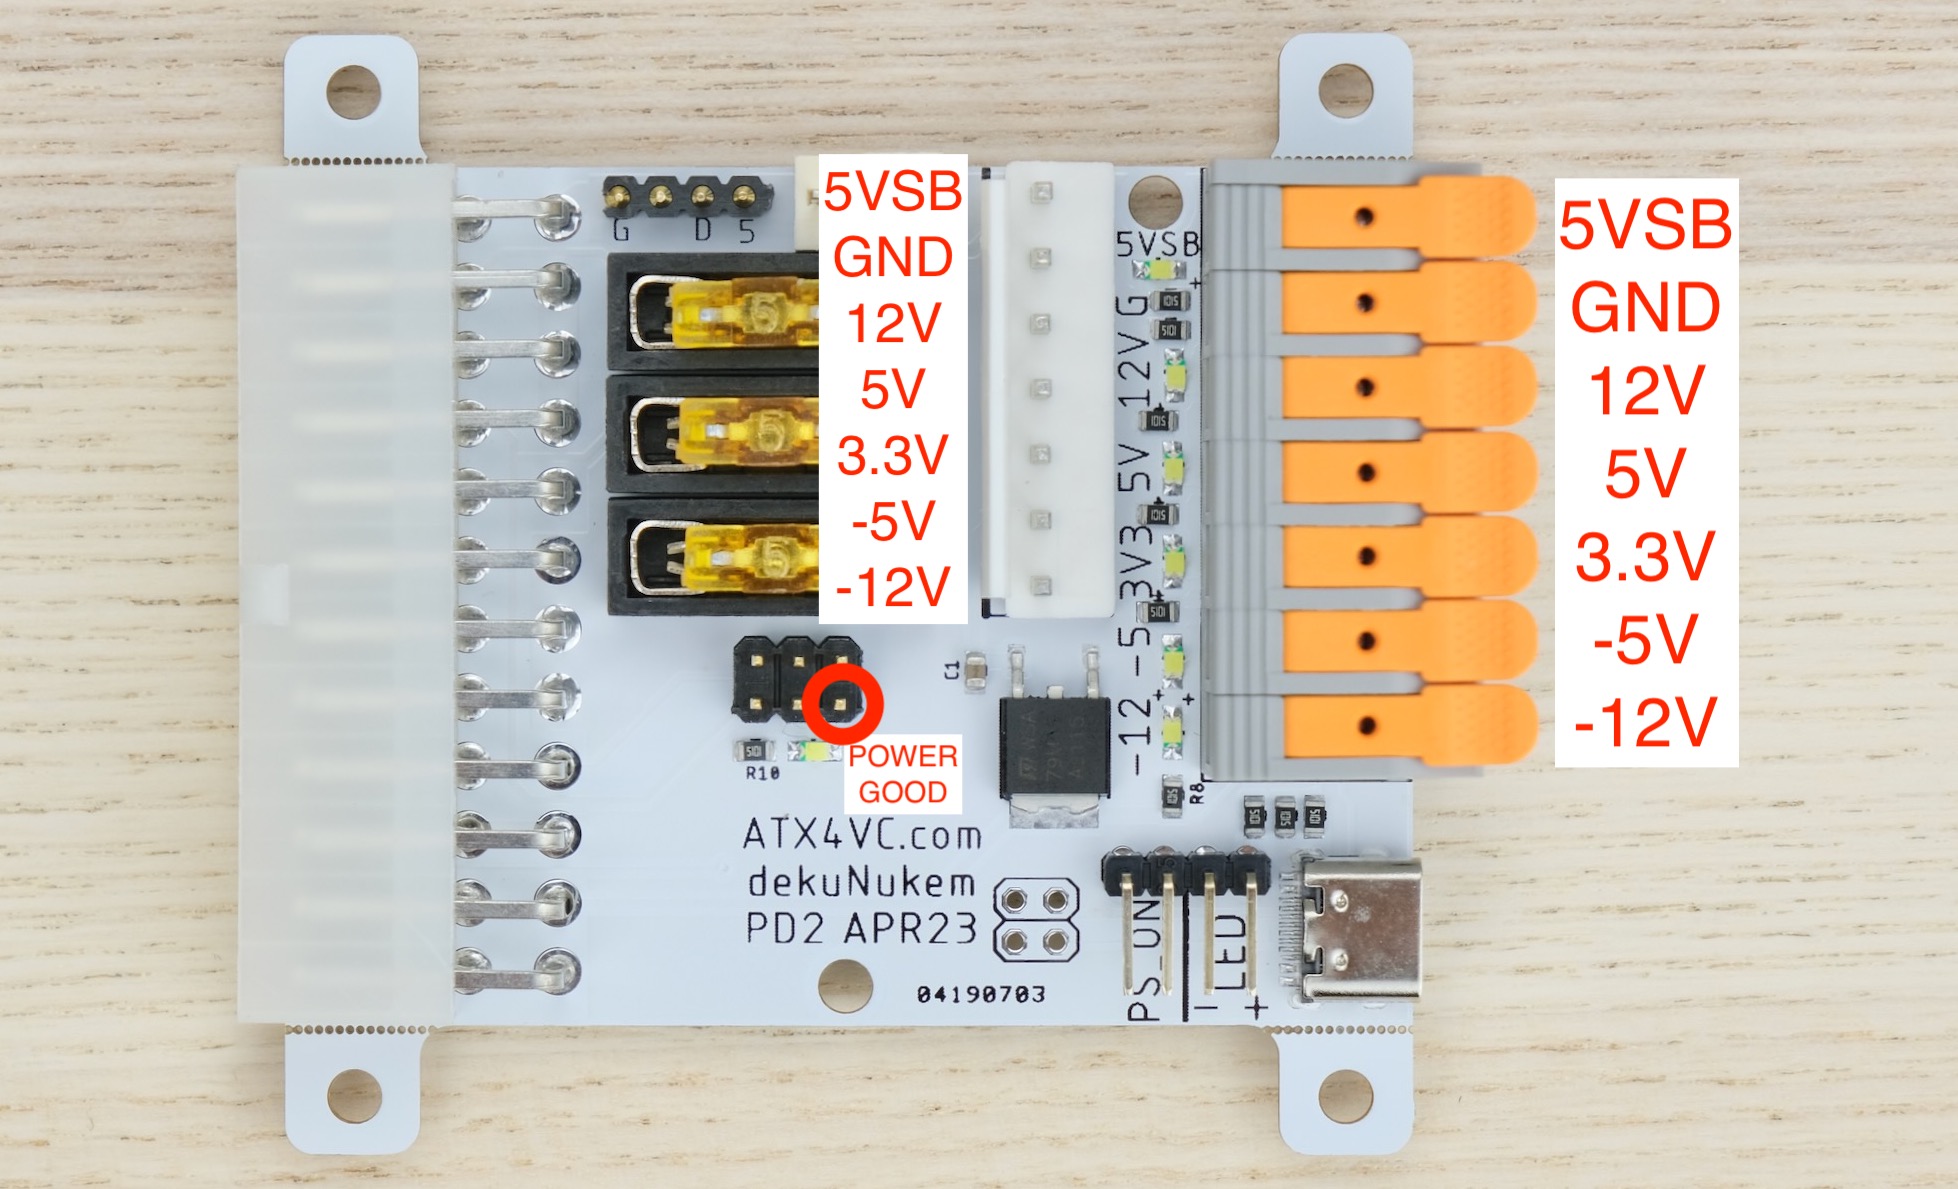 G D 5
5VSB
GND
12V
5V
3.3V
-5V
-12V
5VSB
G
12V
5V
3V3
-5
-12
5VSB
GND
12V
5V
3.3V
-5V
-12V
POWER
GOOD
C1
R10
R8
ATX4VC.com
dekuNukem
PD2 APR23
04190703
PS_ON
LED
- +